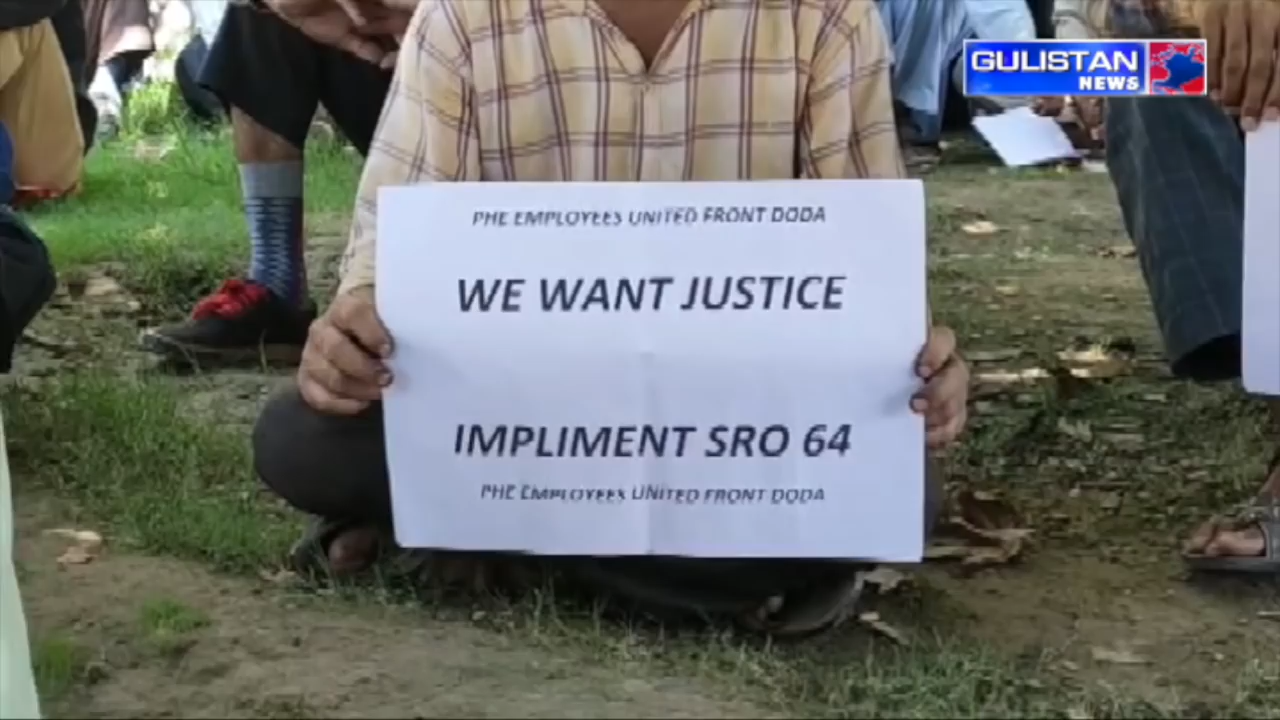 GULISTAN
NEWS
PHE EMPLOYEES UNITED FRONT DODA
WE WANT JUSTICE
IMPLIMENT SRO 64
PHE EMPLOYEES UNITED FRONT DODA